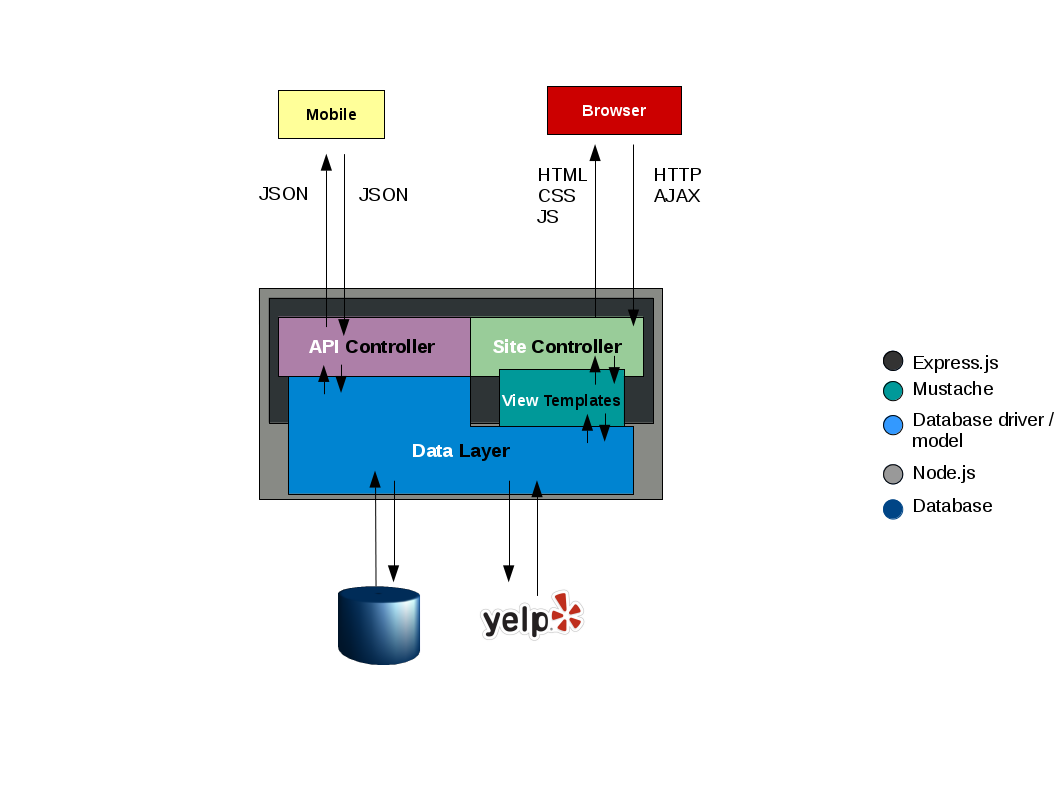 Mobile
Browser
JSON
JSON
HTML
CSS
JS
HTTP
AJAX
API Controller
Site Controller
View Templates
Data Layer
yelp
Express.js
Mustache
Database driver /
model
Node.js
Database